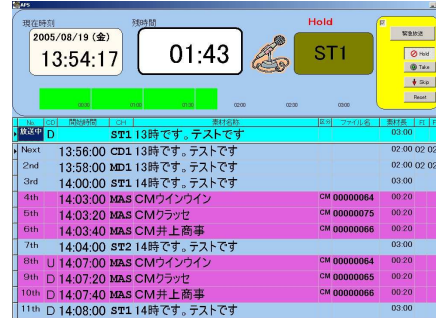 APS
現在時刻
2005/08/19 (金)
13:54:17
残時間
01:43
Hold
ST1
緊急放送
Hold
Take
Skip
Reset
00:30 01:00 01:30 02:00 02:30 03:00
No. CD 開始時間 CH 素材名称 区分 ファイル名 素材長 FI F
放送中 D ST1 13時です。テストです 03:00
Next 13:56:00 CD1 13時です。テストです 02:00 02 02
2nd 13:58:00 MD1 13時です。テストです 02:00 02 02
3rd 14:00:00 ST1 14時です。テストです 03:00
4th 14:03:00 MAS CMウインウイン CM 00000064 00:20
5th 14:03:20 MAS CMクラッセ CM 00000075 00:20
6th 14:03:40 MAS CM井上商事 CM 00000066 00:20
7th 14:04:00 ST2 14時です。テストです 03:00
8th U 14:07:00 MAS CMウインウイン CM 00000064 00:20
9th D 14:07:20 MAS CMクラッセ CM 00000065 00:20
10th D 14:07:40 MAS CM井上商事 CM 00000066 00:20
11th D 14:08:00 ST1 14時です。テストです 03:00